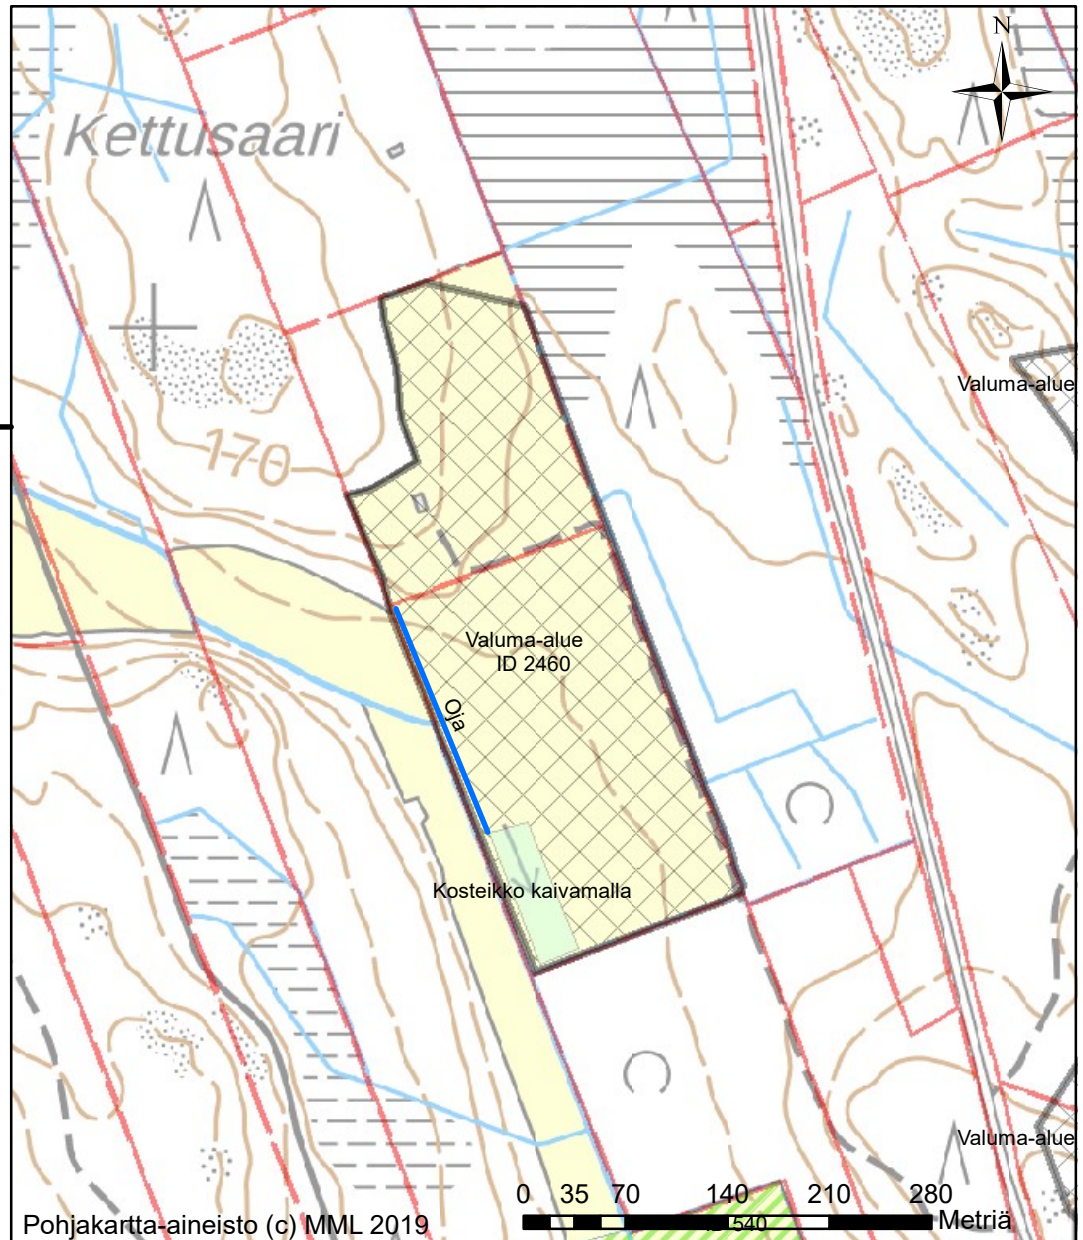 N
Kettusaari
Valuma-alue
170
Valuma-alue
ID 2460
Oja
Kosteikko kaivamalla
Valuma-alue
0 35 70 140 210 280
Metriä
540
Pohjakartta-aineisto (c) MML 2019